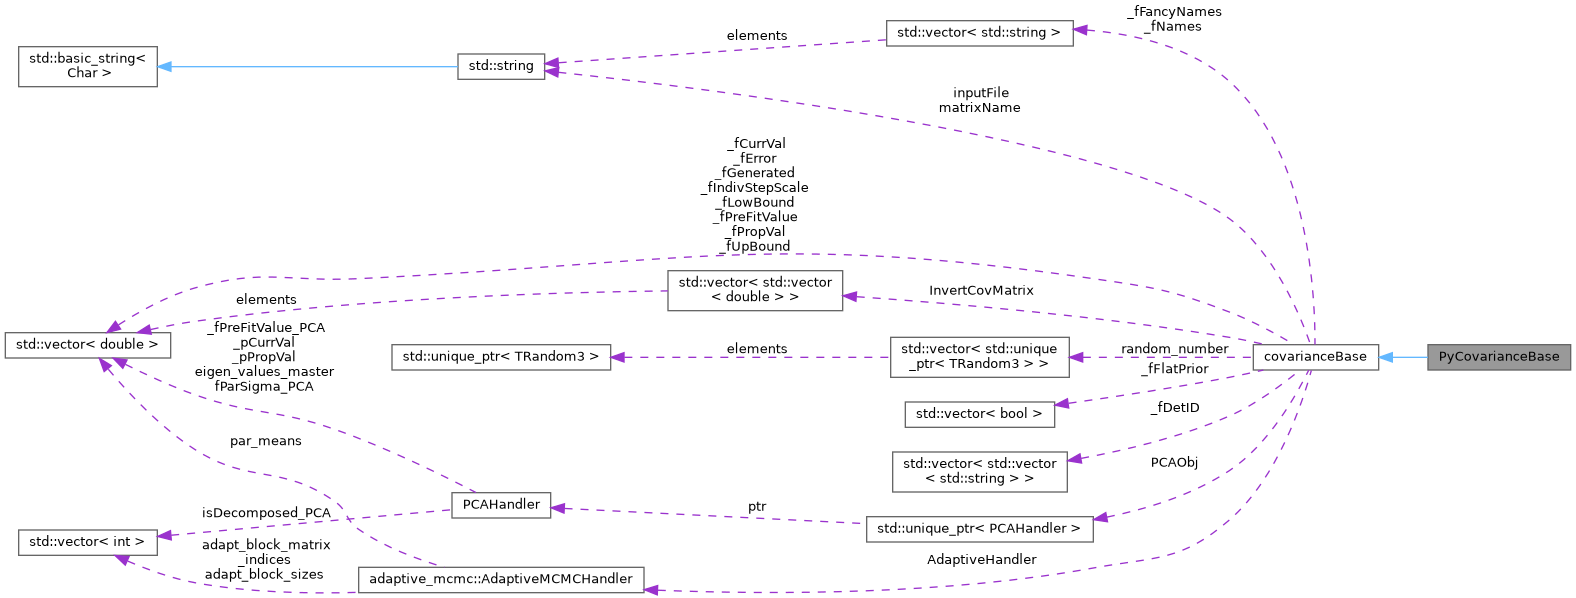 _fFancyNames
_fNames
std::vector< std::string >
elements
std::basic_string<
Char >
std::string
inputFile
matrixName
_fCurrVal
_fError
_fGenerated
_fIndivStepScale
_fLowBound
_fPreFitValue
_fPropVal
_fUpBound
std::vector< std::vector
< double > >
InvertCovMatrix
elements
_fPreFitValue_PCA
_pCurrVal
_pPropVal
eigen_values_master
fParSigma_PCA
std::vector< double >
std::unique_ptr< TRandom3 >
elements
std::vector< std::unique
_ptr< TRandom3 > >
random_number
_fFlatPrior
covarianceBase
PyCovarianceBase
std::vector< bool >
_fDetID
par_means
std::vector< std::vector
< std::string > >
PCAObj
PCAHandler
ptr
isDecomposed_PCA
std::unique_ptr< PCAHandler >
std::vector< int >
adapt_block_matrix
_indices
adapt_block_sizes
adaptive_mcmc::AdaptiveMCMCHandler
AdaptiveHandler